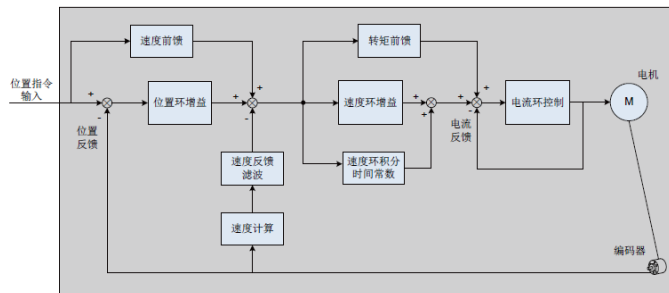 速度前馈
转矩前馈
电机
位置指令
输入
位置环增益
速度环增益
电流环控制
M
位置
反馈
电流
反馈
速度反馈
滤波
速度环积分
时间常数
速度计算
编码器
+
+
+
-
-
+
+
+
+
+
-